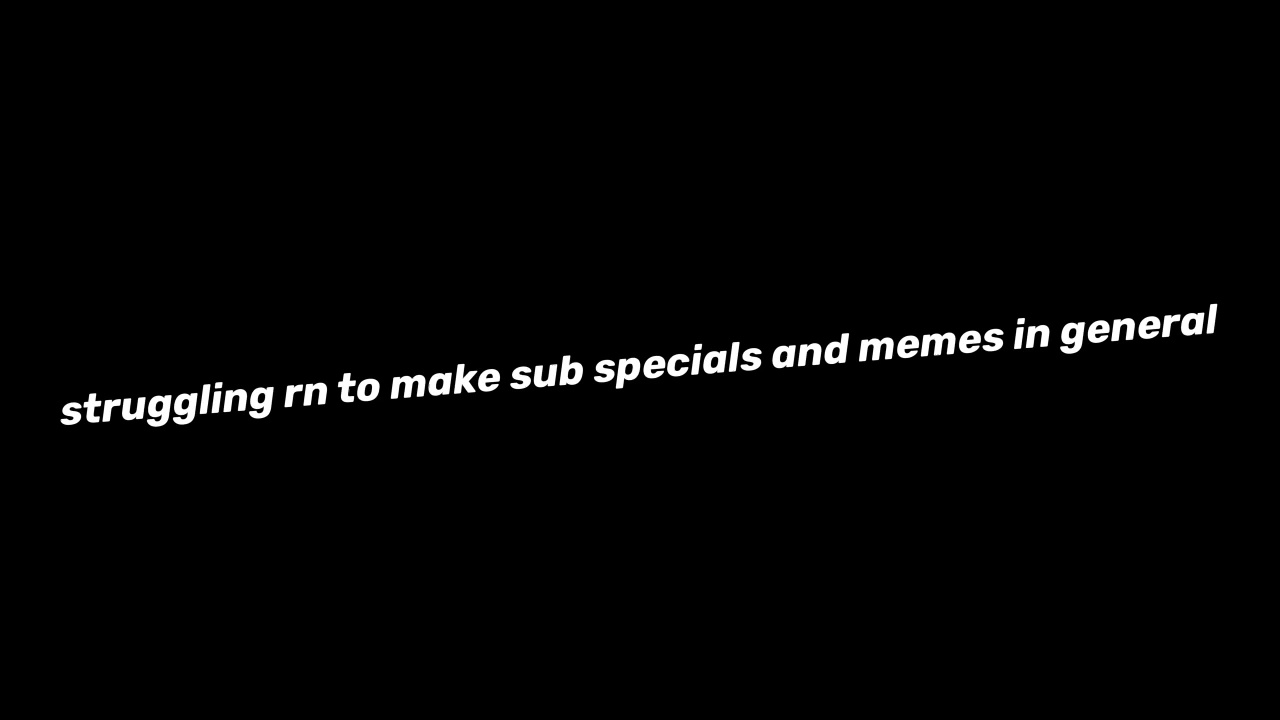 struggling rn to make sub specials and memes in general